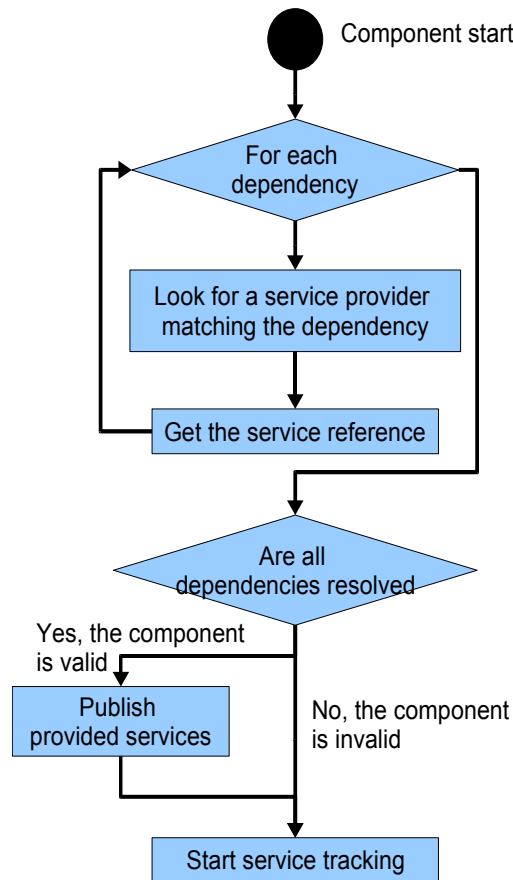 Component start
For each
dependency
Look for a service provider
matching the dependency
Get the service reference
Are all
dependencies resolved
Yes, the component
is valid
Publish
provided services
No, the component
is invalid
Start service tracking